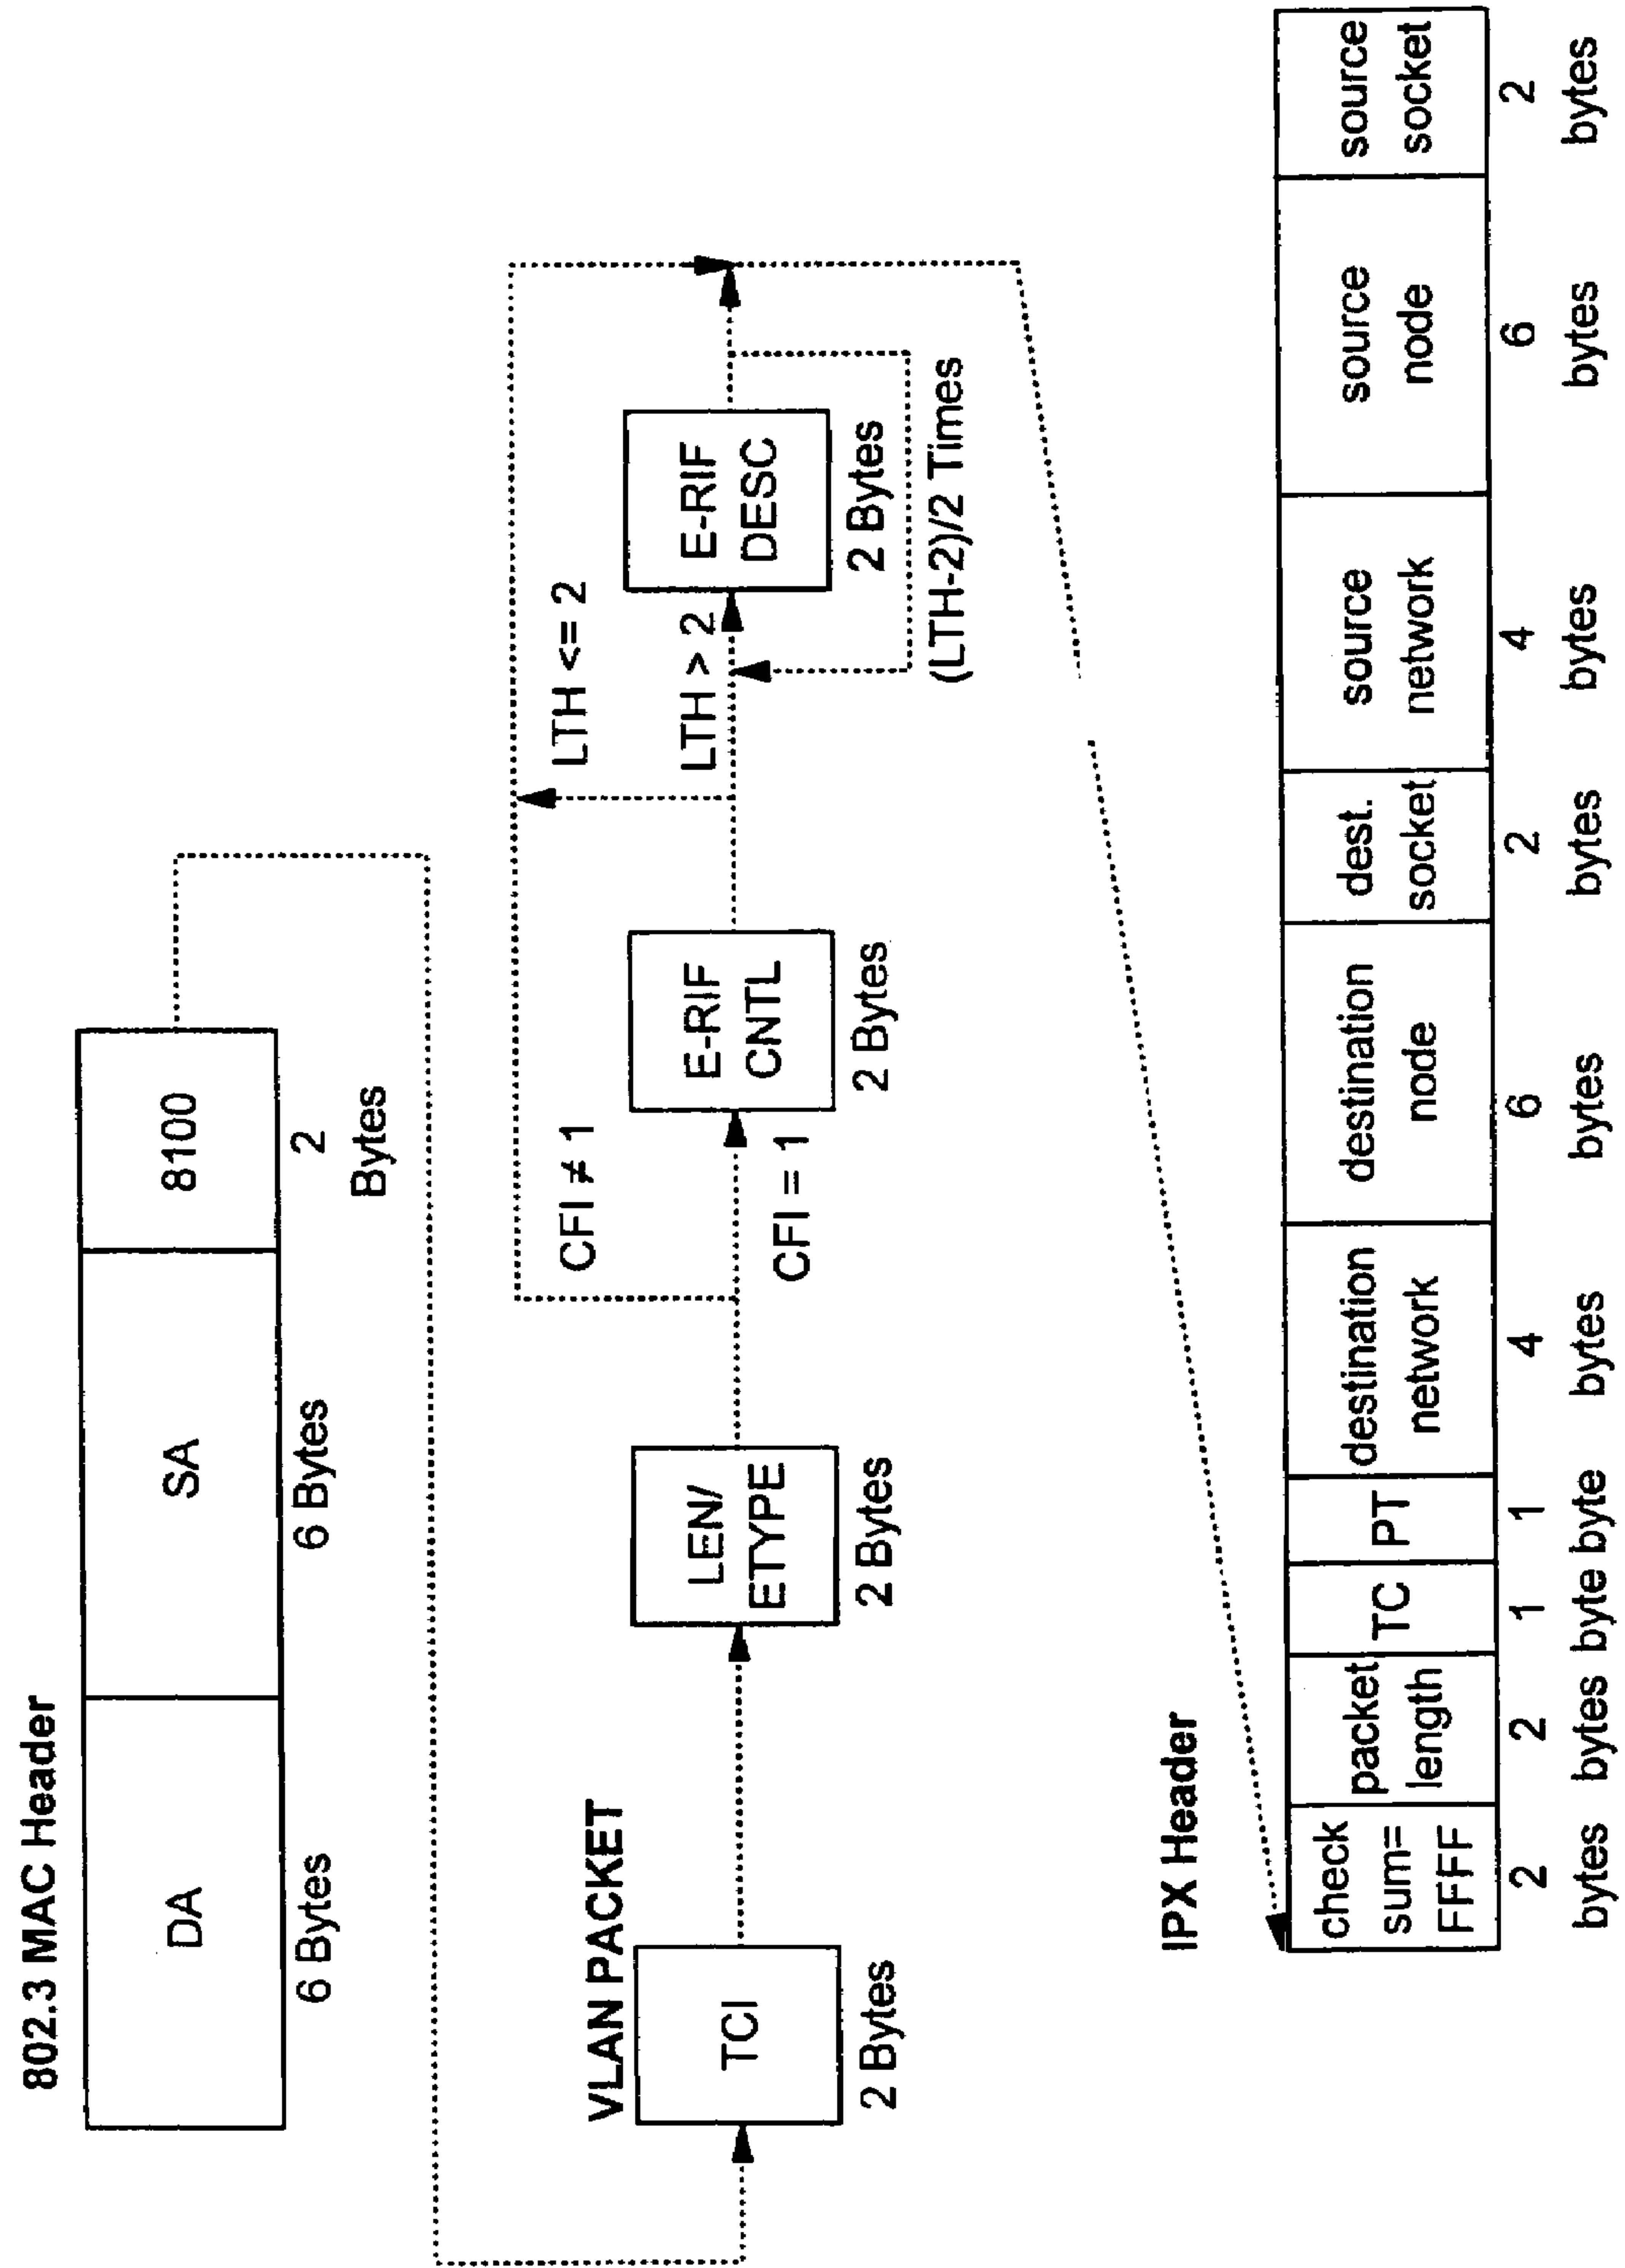 802.3 MAC Header
DA
SA
8100
6 Bytes
6 Bytes
2
Bytes
VLAN PACKET
TCI
2 Bytes
LEN/
ETYPE
2 Bytes
CFI ≠ 1
CFI = 1
E-RIF
CNTL
2 Bytes
LTH <= 2
LTH > 2
E-RIF
DESC
2 Bytes
(LTH-2)/2 Times
IPX Header
check
sum=
FFFF
packet
length
TC
PT
destination
network
destination
node
dest.
socket
source
network
source
node
source
socket
2 2 1 1 4 6 2 4 6 2
bytes bytes byte byte bytes bytes bytes bytes bytes bytes